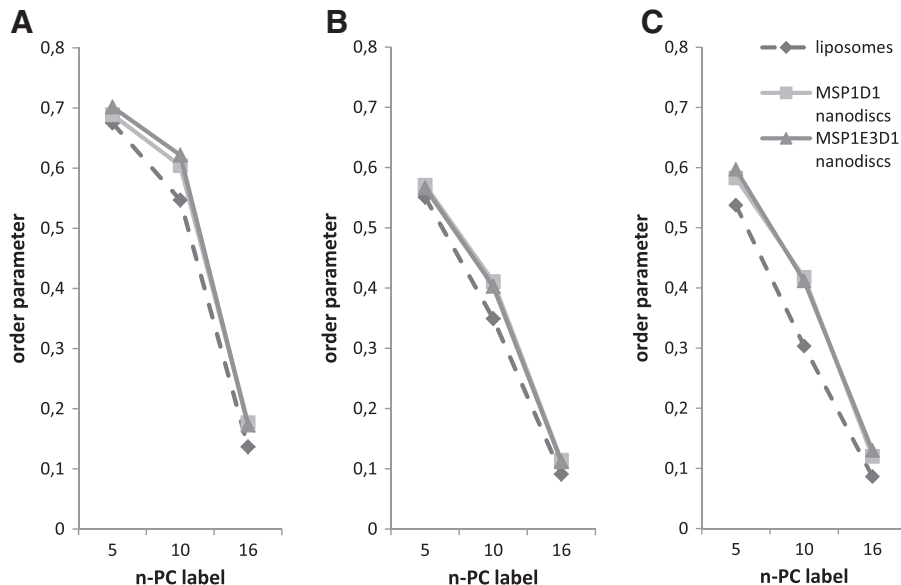 A
0,8
0,7
0,6
0,5
0,4
0,3
0,2
0,1
0
order parameter
5 10 16
n-PC label
B
0,8
0,7
0,6
0,5
0,4
0,3
0,2
0,1
0
order parameter
5 10 16
n-PC label
C
0,8
0,7
0,6
0,5
0,4
0,3
0,2
0,1
0
order parameter
5 10 16
n-PC label
liposomes
MSP1D1
nanodiscs
MSP1E3D1
nanodiscs